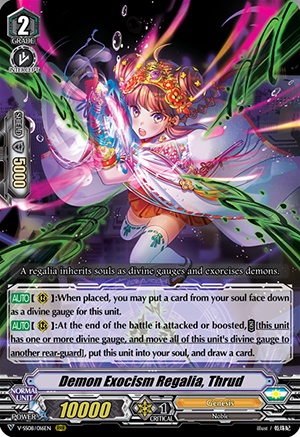 2
GRADE
INTERCEPT
SHIELD
5000
A regalia inherits souls as divine gauges and exorcises demons.
AUTO [ ]:When placed, you may put a card from your soul face down
as a divine gauge for this unit.
AUTO [ ]:At the end of the battle it attacked or boosted, [this unit
has one or more divine gauge, and move all of this unit's divine gauge to
another rear-guard], put this unit into your soul, and draw a card.
NORMAL
UNIT
Demon Exocism Regalia, Thrud
POWER
10000
1
CRITICAL
Genesis
Noble
V-SS08/016EN